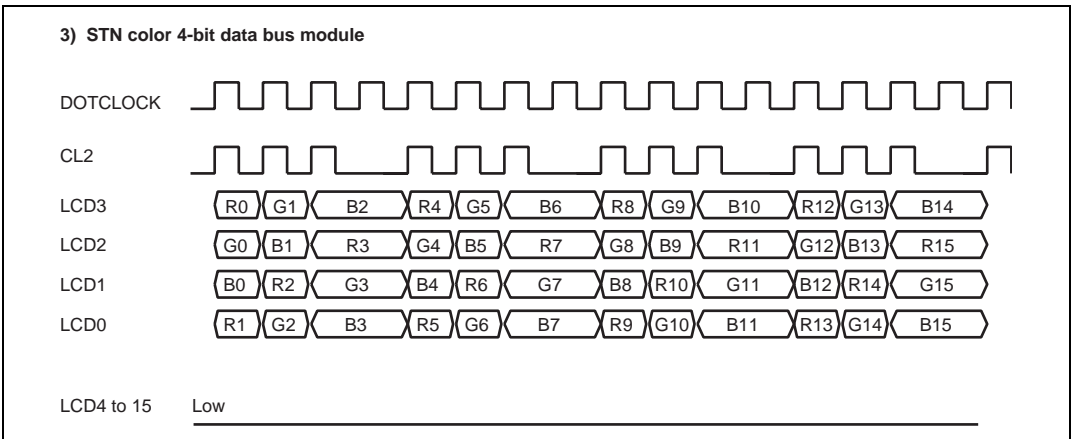 3) STN color 4-bit data bus module
DOTCLOCK
CL2
LCD3 R0 G1 B2 R4 G5 B6 R8 G9 B10 R12 G13 B14
LCD2 G0 B1 R3 G4 B5 R7 G8 B9 R11 G12 B13 R15
LCD1 B0 R2 G3 B4 R6 G7 B8 R10 G11 B12 R14 G15
LCD0 R1 G2 B3 R5 G6 B7 R9 G10 B11 R13 G14 B15
LCD4 to 15 Low